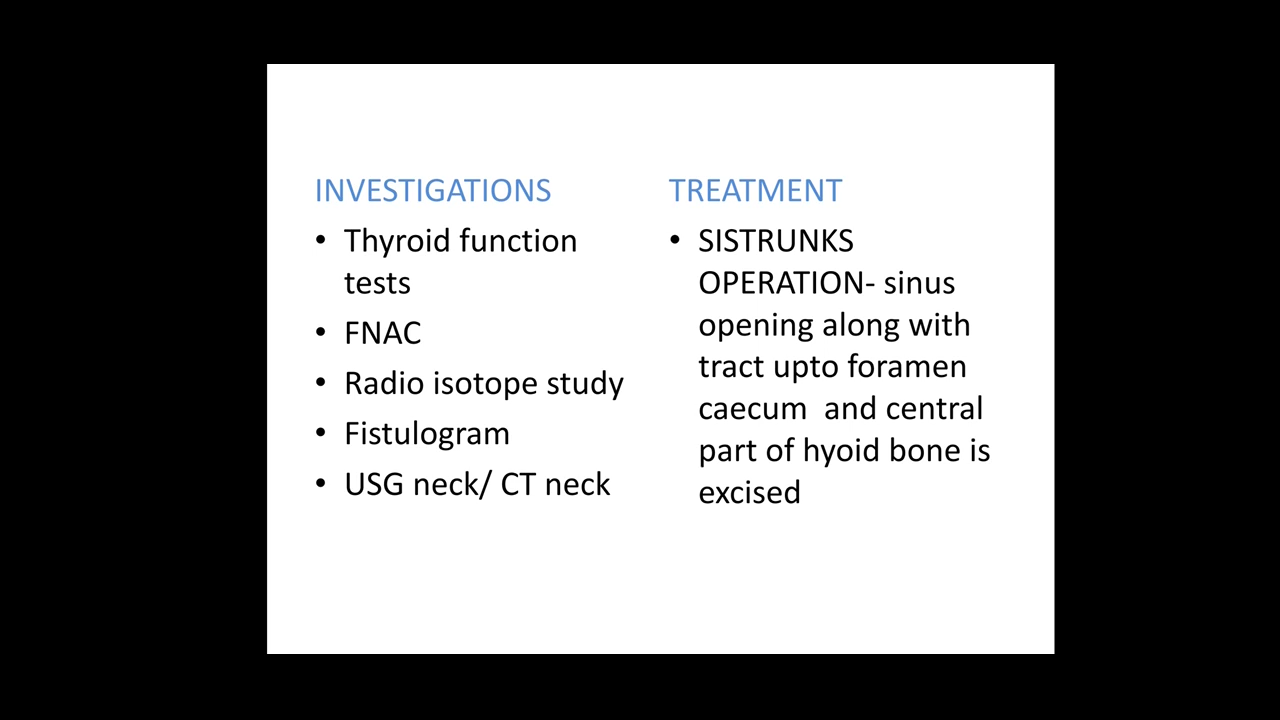 INVESTIGATIONS
• Thyroid function
tests
• FNAC
• Radio isotope study
• Fistulogram
• USG neck/ CT neck
TREATMENT
• SISTRUNKS
OPERATION- sinus
opening along with
tract upto foramen
caecum  and central
part of hyoid bone is
excised